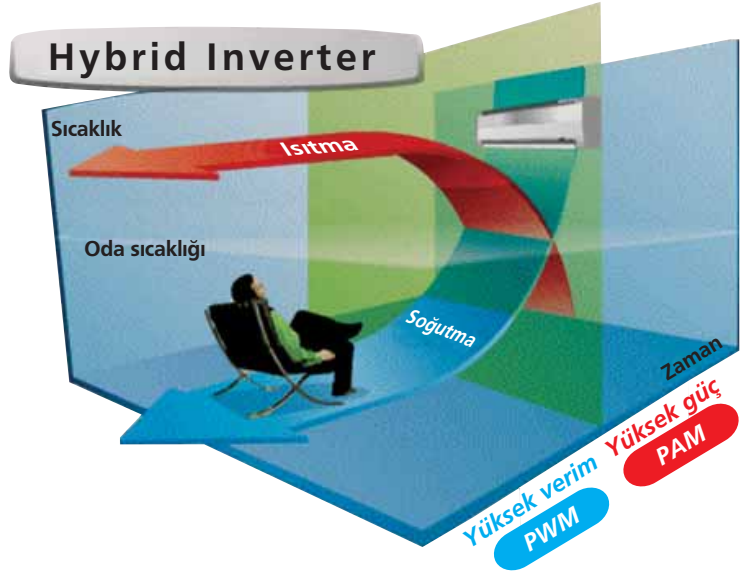 Hybrid Inverter
Sıcaklık
Isıtma
Oda sıcaklığı
Soğutma
Zaman
Yüksek güç
PAM
Yüksek verim
PWM